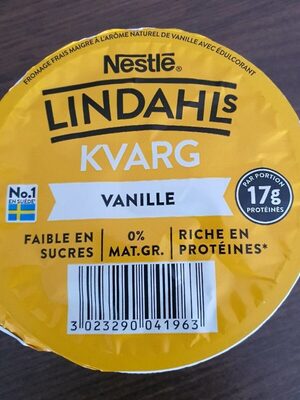 FROMAGE FRAIS MAIGRE À L'ARÔME NATUREL DE VANILLE AVEC ÉDULCORANT
Nestlé®
LINDAHLS
KVARG
VANILLE
No.1
EN SUÈDE*
PAR PORTION
17g
PROTÉINES
FAIBLE EN
SUCRES
0%
MAT.GR.
RICHE EN
PROTÉINES*
3 023290 041963